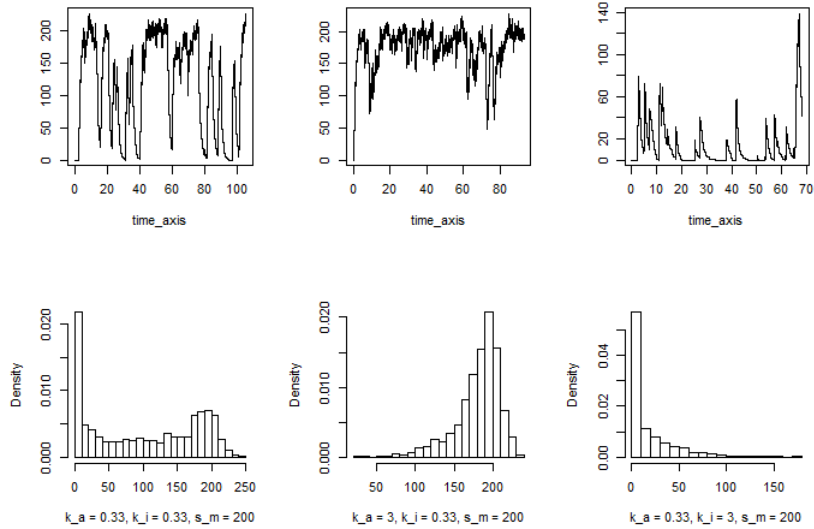 0 50 100 150 200
0 20 40 60 80 100
time_axis
0 50 100 150 200
0 20 40 60 80
time_axis
0 20 60 100 140
0 10 20 30 40 50 60 70
time_axis
Density
0.000 0.010 0.020
0 50 100 150 200 250
k_a = 0.33, k_i = 0.33, s_m = 200
Density
0.000 0.010 0.020
50 100 150 200
k_a = 3, k_i = 0.33, s_m = 200
Density
0.00 0.02 0.04
0 50 100 150
k_a = 0.33, k_i = 3, s_m = 200